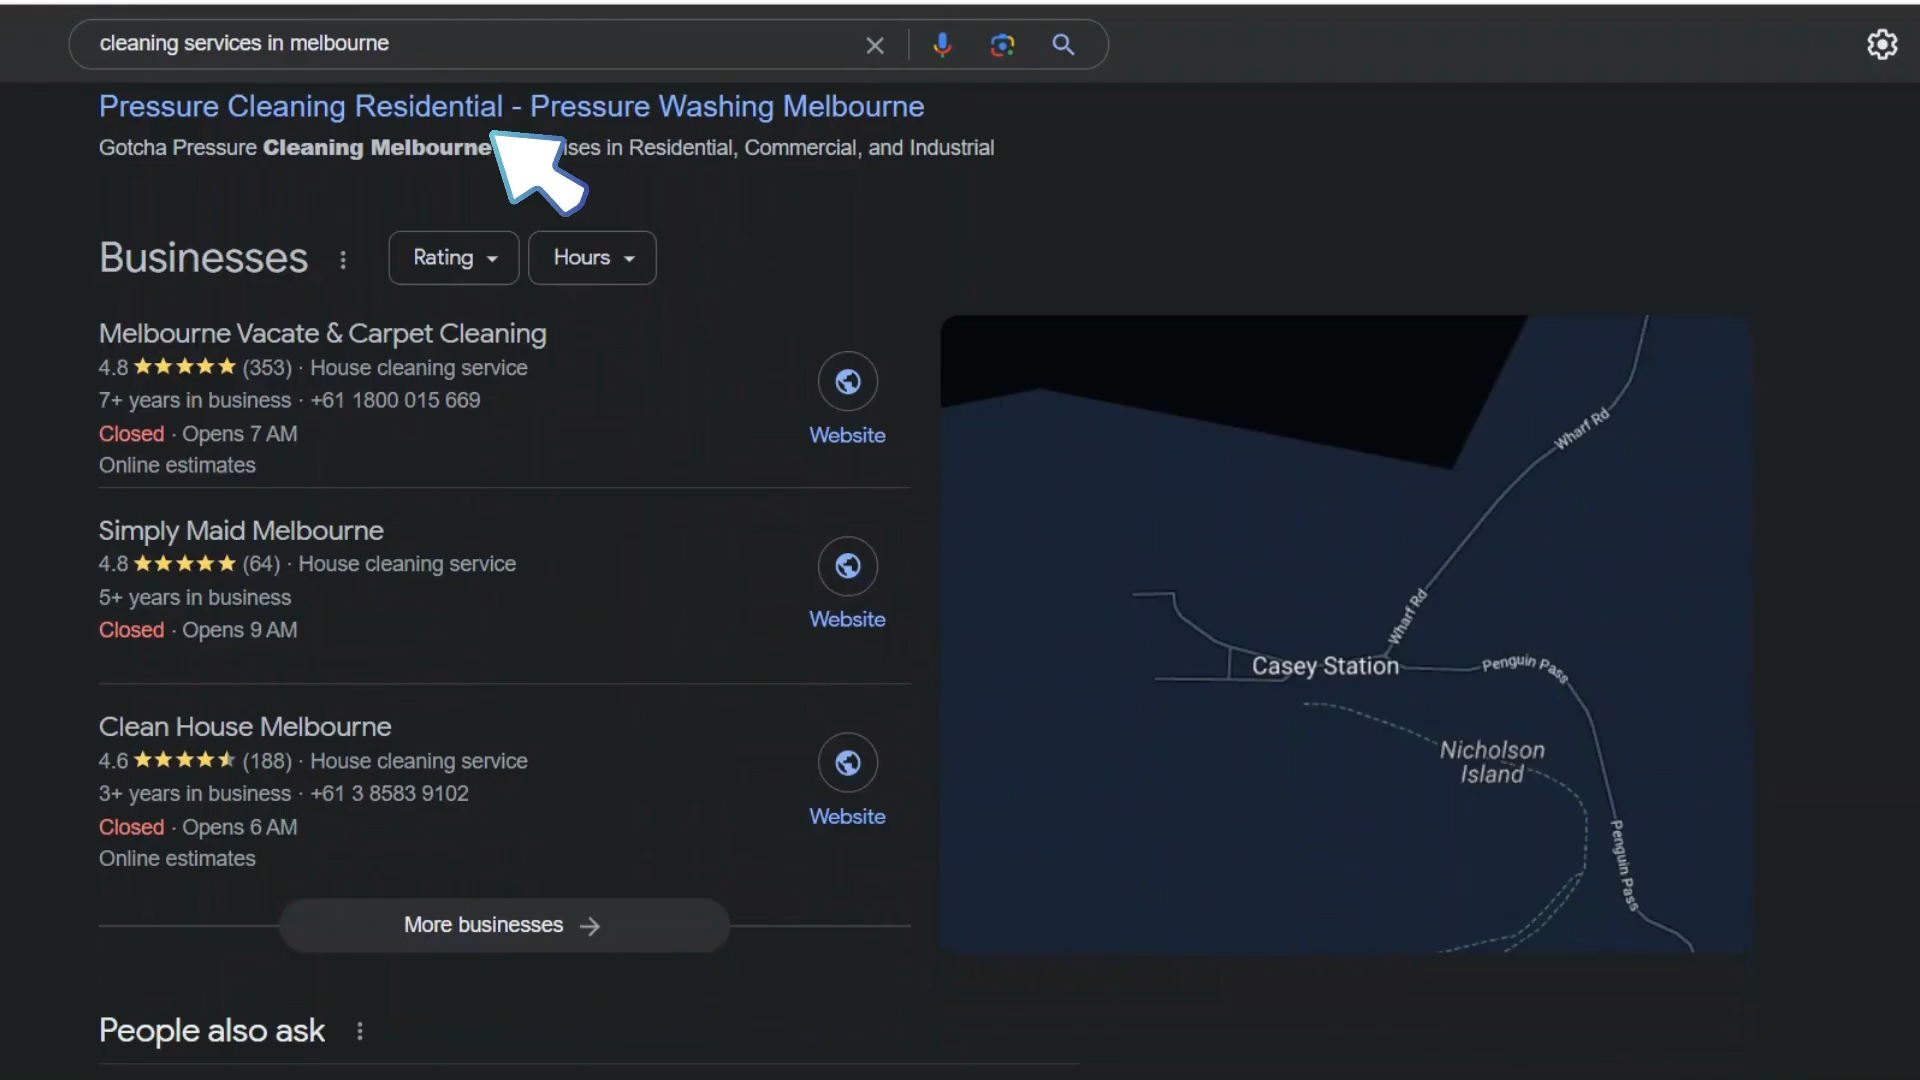 cleaning services in melbourne
Pressure Cleaning Residential - Pressure Washing Melbourne
Gotcha Pressure Cleaning Melbourne in Residential, Commercial, and Industrial
Businesses
Rating
Hours
Melbourne Vacate & Carpet Cleaning
4.8 (353) · House cleaning service
7+ years in business · +61 1800 015 669
Closed · Opens 7 AM
Online estimates
Website
Simply Maid Melbourne
4.8 (64) · House cleaning service
5+ years in business
Closed · Opens 9 AM
Website
Clean House Melbourne
4.6 (188) · House cleaning service
3+ years in business · +61 3 8583 9102
Closed · Opens 6 AM
Online estimates
Website
More businesses
Wharf Rd
Wharf Rd
Casey Station
Penguin Pass
Nicholson
Island
Penguin Pass
People also ask